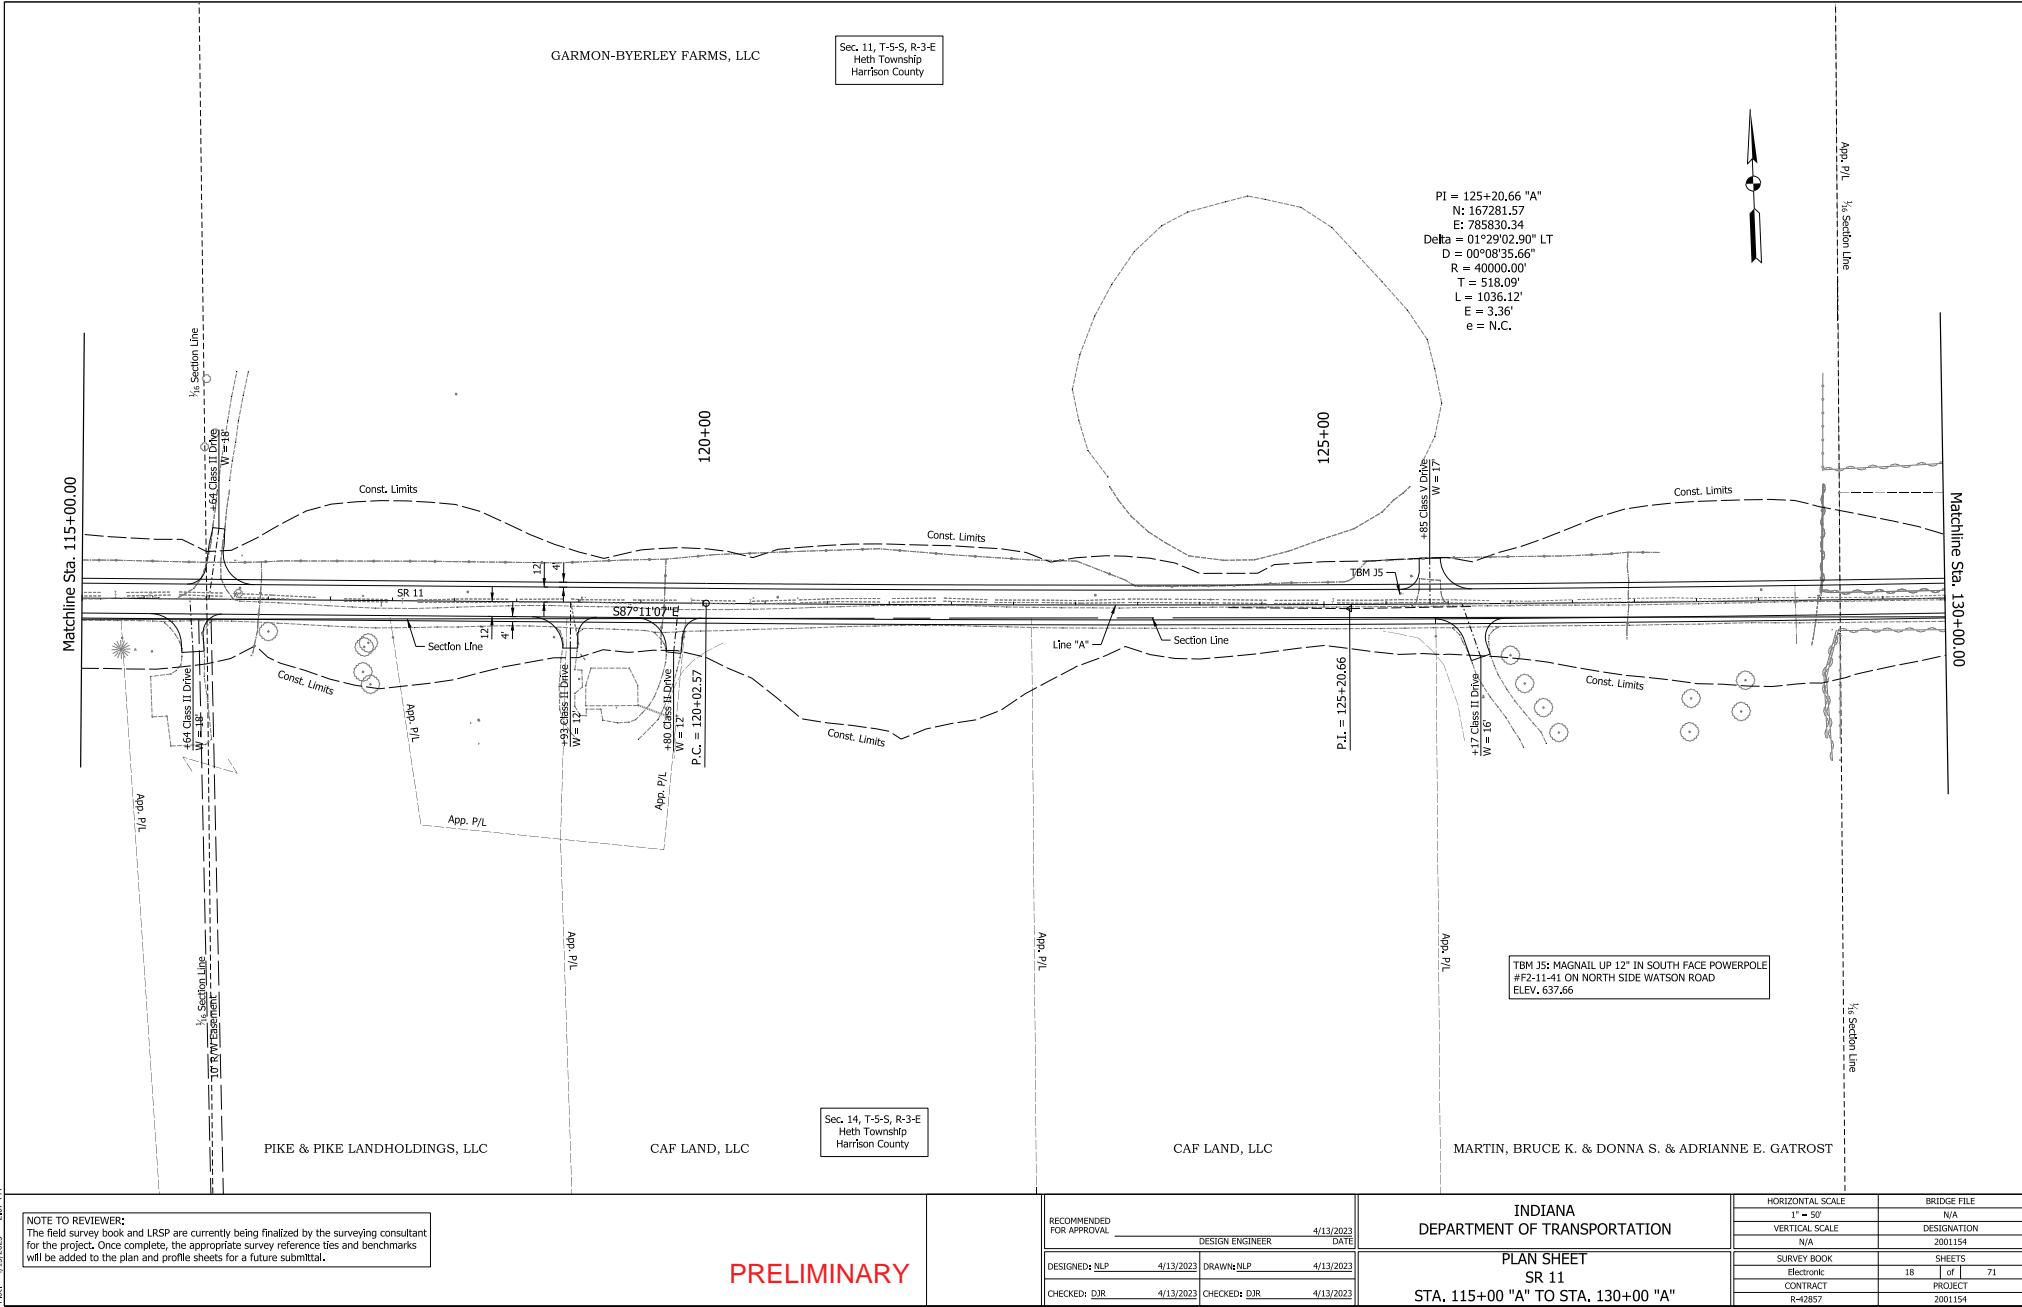 GARMON-BYERLEY FARMS, LLC
Sec. 11, T-5-S, R-3-E
Heth Township
Harrison County
PI = 125+20.66 "A"
N: 167281.57
E: 785830.34
Delta = 01°29'02.90" LT
D = 00°08'35.66"
R = 40000.00'
T = 518.09'
L = 1036.12'
E = 3.36'
e = N.C.
App. P/L
1/16 Section Line
1/16 Section Line
Matchline Sta. 115+00.00
+64 Class II Drive
W = 18'
Const. Limits
120+00
Const. Limits
125+00
+85 Class V Drive
W = 17'
Const. Limits
Matchline Sta. 130+00.00
TBM J5
SR 11
12'
4'
S87°11'07"E
12'
4'
Section Line
Line "A"
Section Line
Const. Limits
+64 Class II Drive
W = 18'
App. P/L
+93 Class II Drive
W = 12'
+80 Class II Drive
W = 12'
P.C. = 120+02.57
Const. Limits
P.I. = 125+20.66
+17 Class II Drive
W = 16'
Const. Limits
App. P/L
App. P/L
App. P/L
App. P/L
App. P/L
App. P/L
1/16 Section Line
10' R/W Easement
TBM J5: MAGNAIL UP 12" IN SOUTH FACE POWERPOLE
#F2-11-41 ON NORTH SIDE WATSON ROAD
ELEV. 637.66
1/16 Section Line
Sec. 14, T-5-S, R-3-E
Heth Township
Harrison County
PIKE & PIKE LANDHOLDINGS, LLC
CAF LAND, LLC
CAF LAND, LLC
MARTIN, BRUCE K. & DONNA S. & ADRIANNE E. GATROST
NOTE TO REVIEWER:
The field survey book and LRSP are currently being finalized by the surveying consultant
for the project. Once complete, the appropriate survey reference ties and benchmarks
will be added to the plan and profile sheets for a future submittal.
PRELIMINARY
RECOMMENDED
FOR APPROVAL
4/13/2023
DESIGN ENGINEER DATE
DESIGNED: NLP 4/13/2023 DRAWN: NLP 4/13/2023
CHECKED: DJR 4/13/2023 CHECKED: DJR 4/13/2023
INDIANA
DEPARTMENT OF TRANSPORTATION
PLAN SHEET
SR 11
STA. 115+00 "A" TO STA. 130+00 "A"
HORIZONTAL SCALE BRIDGE FILE
1" = 50' N/A
VERTICAL SCALE DESIGNATION
N/A 2001154
SURVEY BOOK SHEETS
Electronic 18 of 71
CONTRACT PROJECT
R-42857 2001154